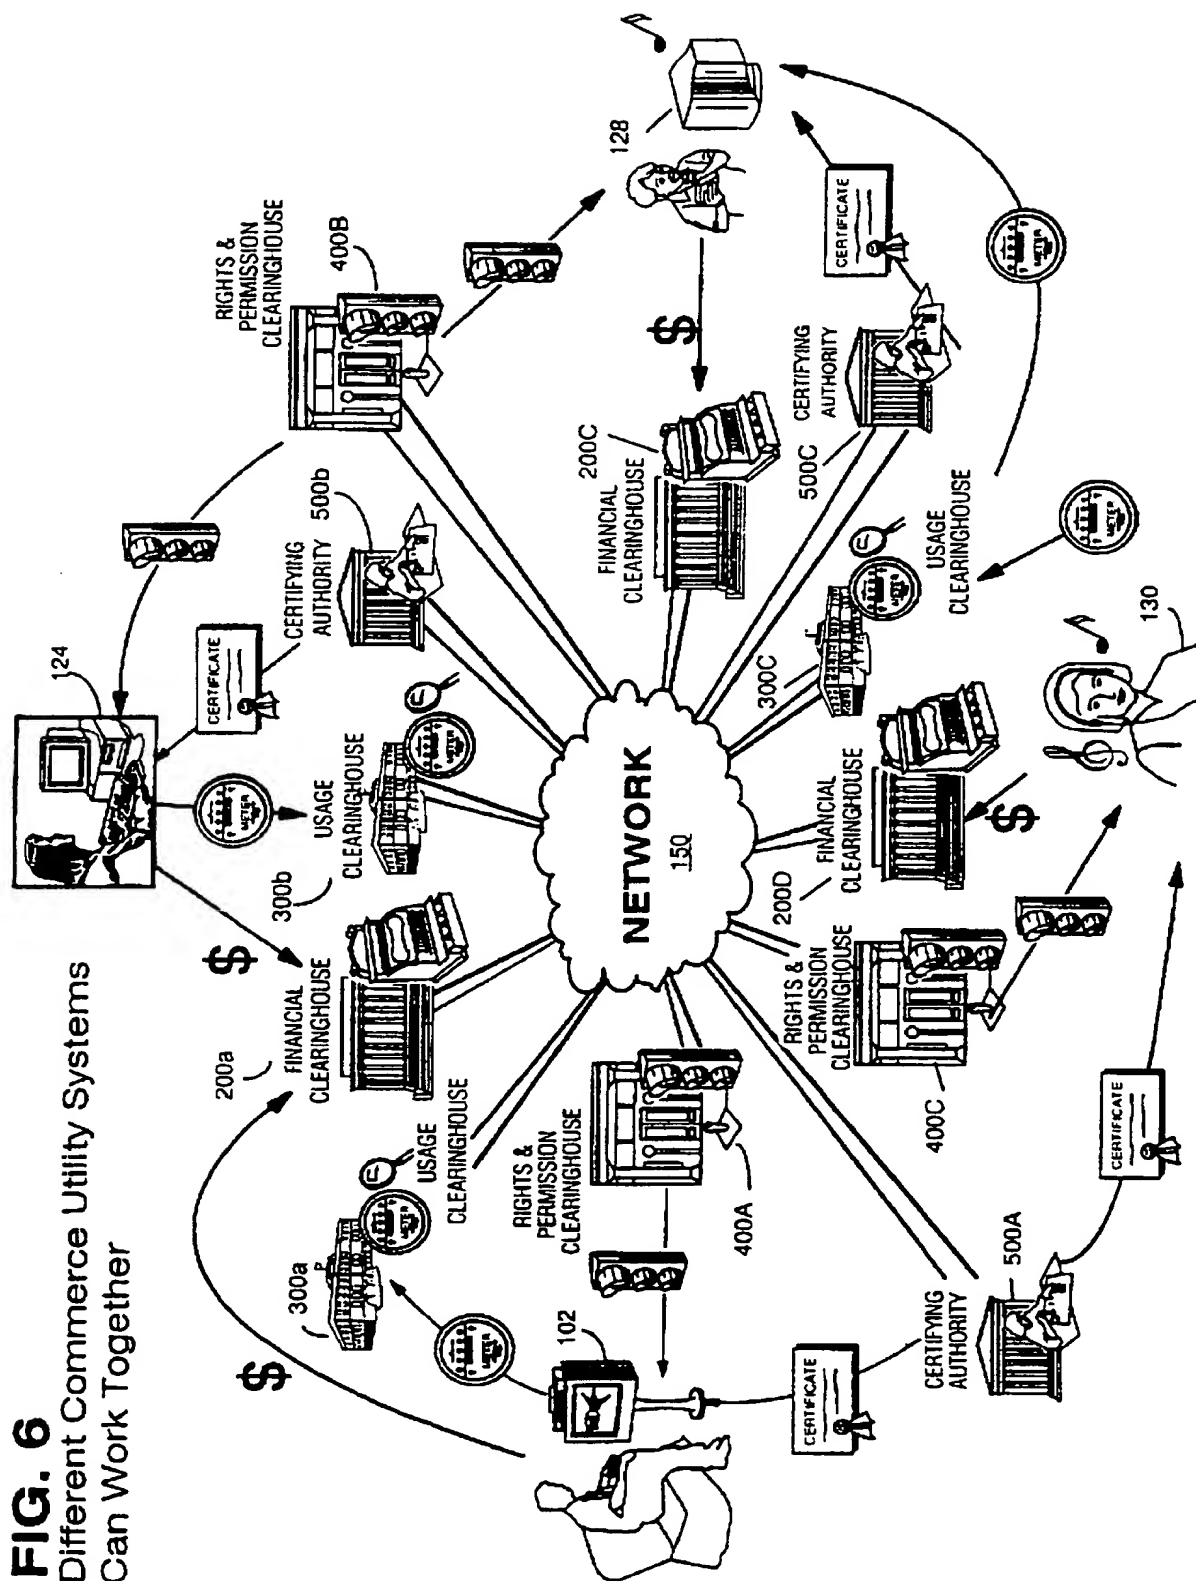 FIG. 6
Different Commerce Utility Systems
Can Work Together
$
200a
FINANCIAL
CLEARINGHOUSE
$
300b
USAGE
CLEARINGHOUSE
METER
124
CERTIFICATE
CERTIFYING
AUTHORITY
500b
RIGHTS &
PERMISSION
CLEARINGHOUSE
400B
300a
METER
USAGE
CLEARINGHOUSE
102
RIGHTS &
PERMISSION
CLEARINGHOUSE
400A
NETWORK
150
200C
FINANCIAL
CLEARINGHOUSE
$
128
CERTIFICATE
CERTIFYING
AUTHORITY
500A
CERTIFICATE
400C
RIGHTS &
PERMISSION
CLEARINGHOUSE
200D
FINANCIAL
CLEARINGHOUSE
$
300C
USAGE
CLEARINGHOUSE
METER
130
500C
CERTIFYING
AUTHORITY
CERTIFICATE
METER